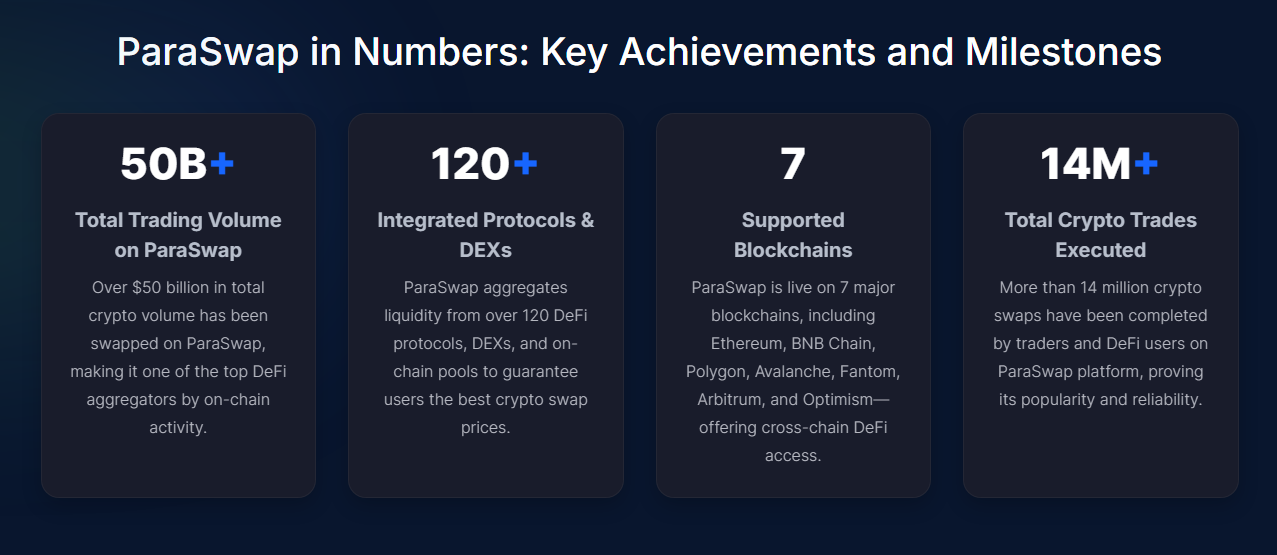 ParaSwap in Numbers: Key Achievements and Milestones
50B+
Total Trading Volume
on ParaSwap
Over $50 billion in total
crypto volume has been
swapped on ParaSwap,
making it one of the top DeFi
aggregators by on-chain
activity.
120+
Integrated Protocols &
DEXs
ParaSwap aggregates
liquidity from over 120 DeFi
protocols, DEXs, and on-
chain pools to guarantee
users the best crypto swap
prices.
7
Supported
Blockchains
ParaSwap is live on 7 major
blockchains, including
Ethereum, BNB Chain,
Polygon, Avalanche, Fantom,
Arbitrum, and Optimism—
offering cross-chain DeFi
access.
14M+
Total Crypto Trades
Executed
More than 14 million crypto
swaps have been completed
by traders and DeFi users on
ParaSwap platform, proving
its popularity and reliability.